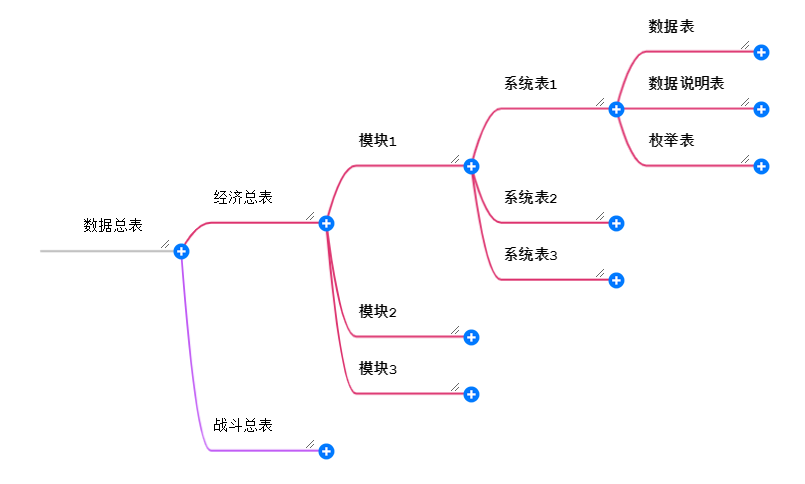 数据表
系统表1
数据说明表
模块1
枚举表
经济总表
系统表2
数据总表
系统表3
模块2
模块3
战斗总表